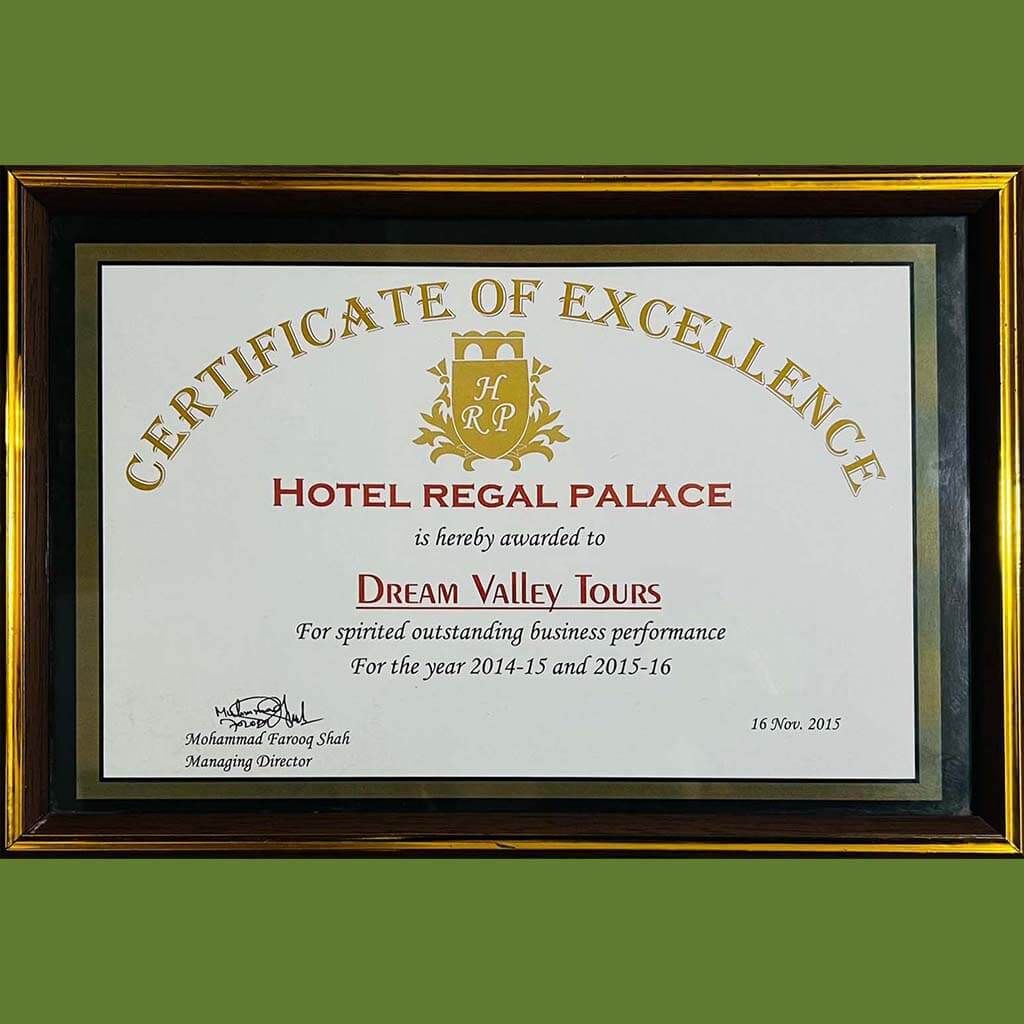 CERTIFICATE OF EXCELLENCE
H
R P
HOTEL REGAL PALACE
is hereby awarded to
DREAM VALLEY TOURS
For spirited outstanding business performance
For the year 2014-15 and 2015-16
Mohammad Farooq Shah
Managing Director
16 Nov. 2015